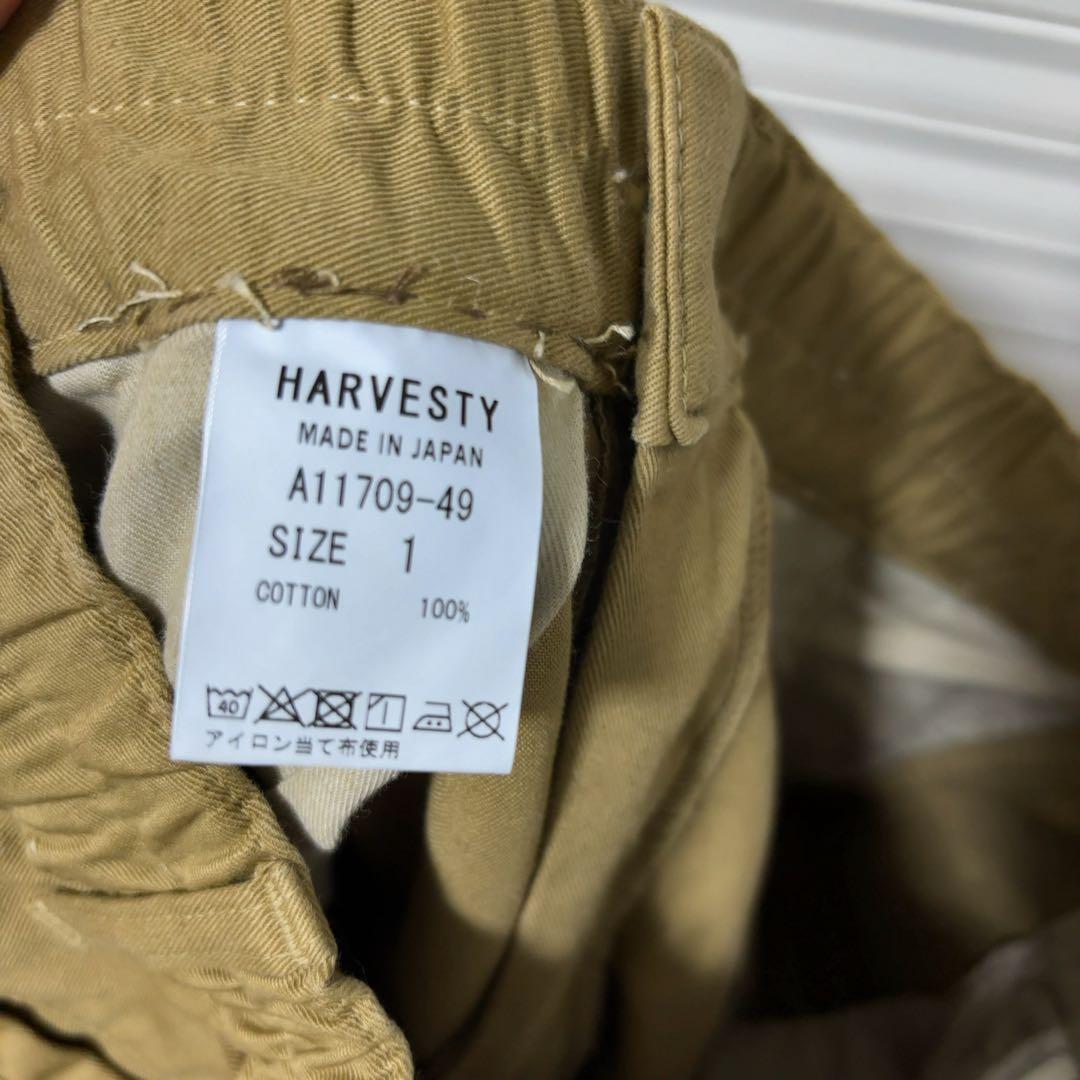 HARVESTY
MADE IN JAPAN
A11709-49
SIZE 1
COTTON 100%
40
アイロン当て布使用